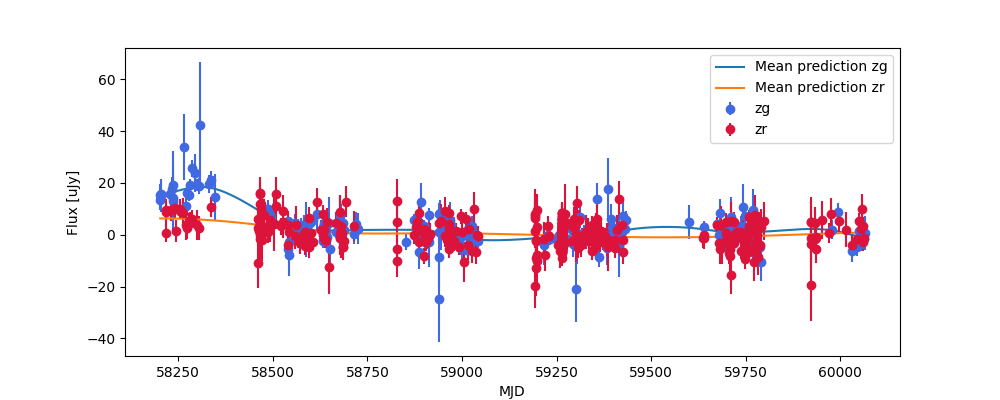 Flux [uJy]
60
40
20
0
−20
−40
58250
58500
58750
59000
59250
59500
59750
60000
MJD
Mean prediction zg
Mean prediction zr
zg
zr